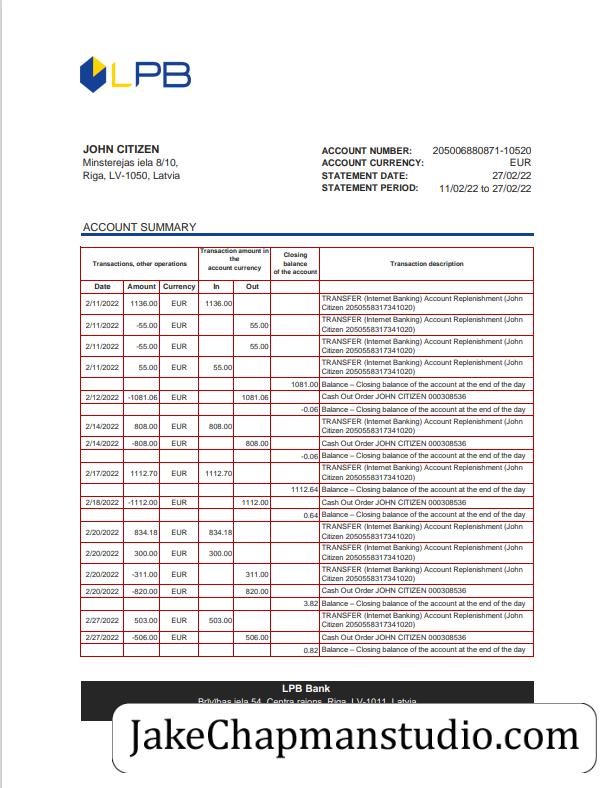 LPB
JOHN CITIZEN
Minsterejas iela 8/10,
Riga, LV-1050, Latvia
ACCOUNT NUMBER: 205006880871-10520
ACCOUNT CURRENCY: EUR
STATEMENT DATE: 27/02/22
STATEMENT PERIOD: 11/02/22 to 27/02/22
ACCOUNT SUMMARY
Transactions, other operations
Transaction amount in
the
account currency
Closing
balance
of the account
Transaction description
Date Amount Currency In Out
2/11/2022 1136.00 EUR 1136.00 TRANSFER (Internet Banking) Account Replenishment (John
Citizen 2050558317341020)
2/11/2022 -55.00 EUR 55.00 TRANSFER (Internet Banking) Account Replenishment (John
Citizen 2050558317341020)
2/11/2022 -55.00 EUR 55.00 TRANSFER (Internet Banking) Account Replenishment (John
Citizen 2050558317341020)
2/11/2022 55.00 EUR 55.00 TRANSFER (Internet Banking) Account Replenishment (John
Citizen 2050558317341020)
1081.00 Balance – Closing balance of the account at the end of the day
2/12/2022 -1081.06 EUR 1081.06 Cash Out Order JOHN CITIZEN 000308536
-0.06 Balance – Closing balance of the account at the end of the day
2/14/2022 808.00 EUR 808.00 TRANSFER (Internet Banking) Account Replenishment (John
Citizen 2050558317341020)
2/14/2022 -808.00 EUR 808.00 Cash Out Order JOHN CITIZEN 000308536
-0.06 Balance – Closing balance of the account at the end of the day
2/17/2022 1112.70 EUR 1112.70 TRANSFER (Internet Banking) Account Replenishment (John
Citizen 2050558317341020)
1112.64 Balance – Closing balance of the account at the end of the day
2/18/2022 -1112.00 EUR 1112.00 Cash Out Order JOHN CITIZEN 000308536
0.64 Balance – Closing balance of the account at the end of the day
2/20/2022 834.18 EUR 834.18 TRANSFER (Internet Banking) Account Replenishment (John
Citizen 2050558317341020)
2/20/2022 300.00 EUR 300.00 TRANSFER (Internet Banking) Account Replenishment (John
Citizen 2050558317341020)
2/20/2022 -311.00 EUR 311.00 TRANSFER (Internet Banking) Account Replenishment (John
Citizen 2050558317341020)
2/20/2022 -820.00 EUR 820.00 Cash Out Order JOHN CITIZEN 000308536
3.82 Balance – Closing balance of the account at the end of the day
2/27/2022 503.00 EUR 503.00 TRANSFER (Internet Banking) Account Replenishment (John
Citizen 2050558317341020)
2/27/2022 -506.00 EUR 506.00 Cash Out Order JOHN CITIZEN 000308536
0.82 Balance – Closing balance of the account at the end of the day
LPB Bank
Brīvības iela 54, Centra rajons, Riga, LV-1011, Latvia
JakeChapmanstudio.com